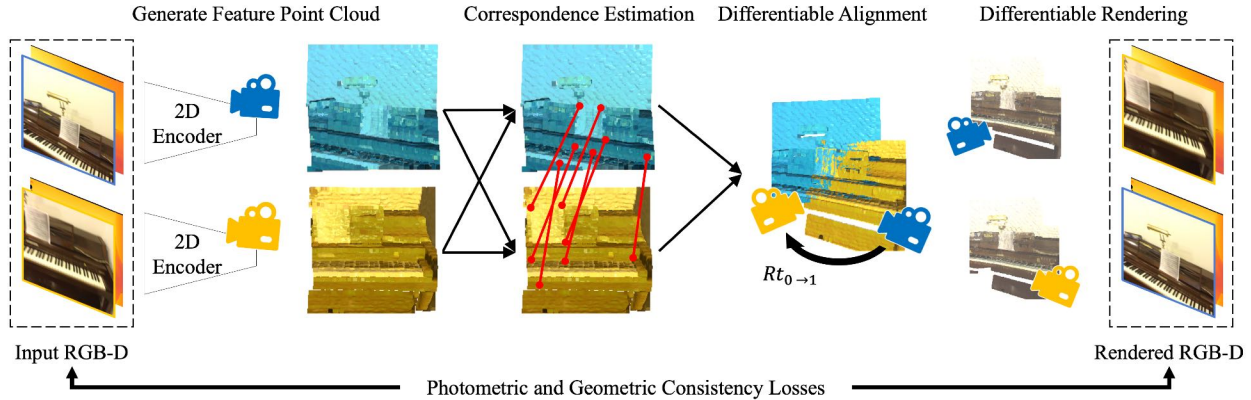 Generate Feature Point Cloud
Correspondence Estimation
Differentiable Alignment
Differentiable Rendering
2D
Encoder
2D
Encoder
Rt₀→₁
Input RGB-D
Rendered RGB-D
Photometric and Geometric Consistency Losses